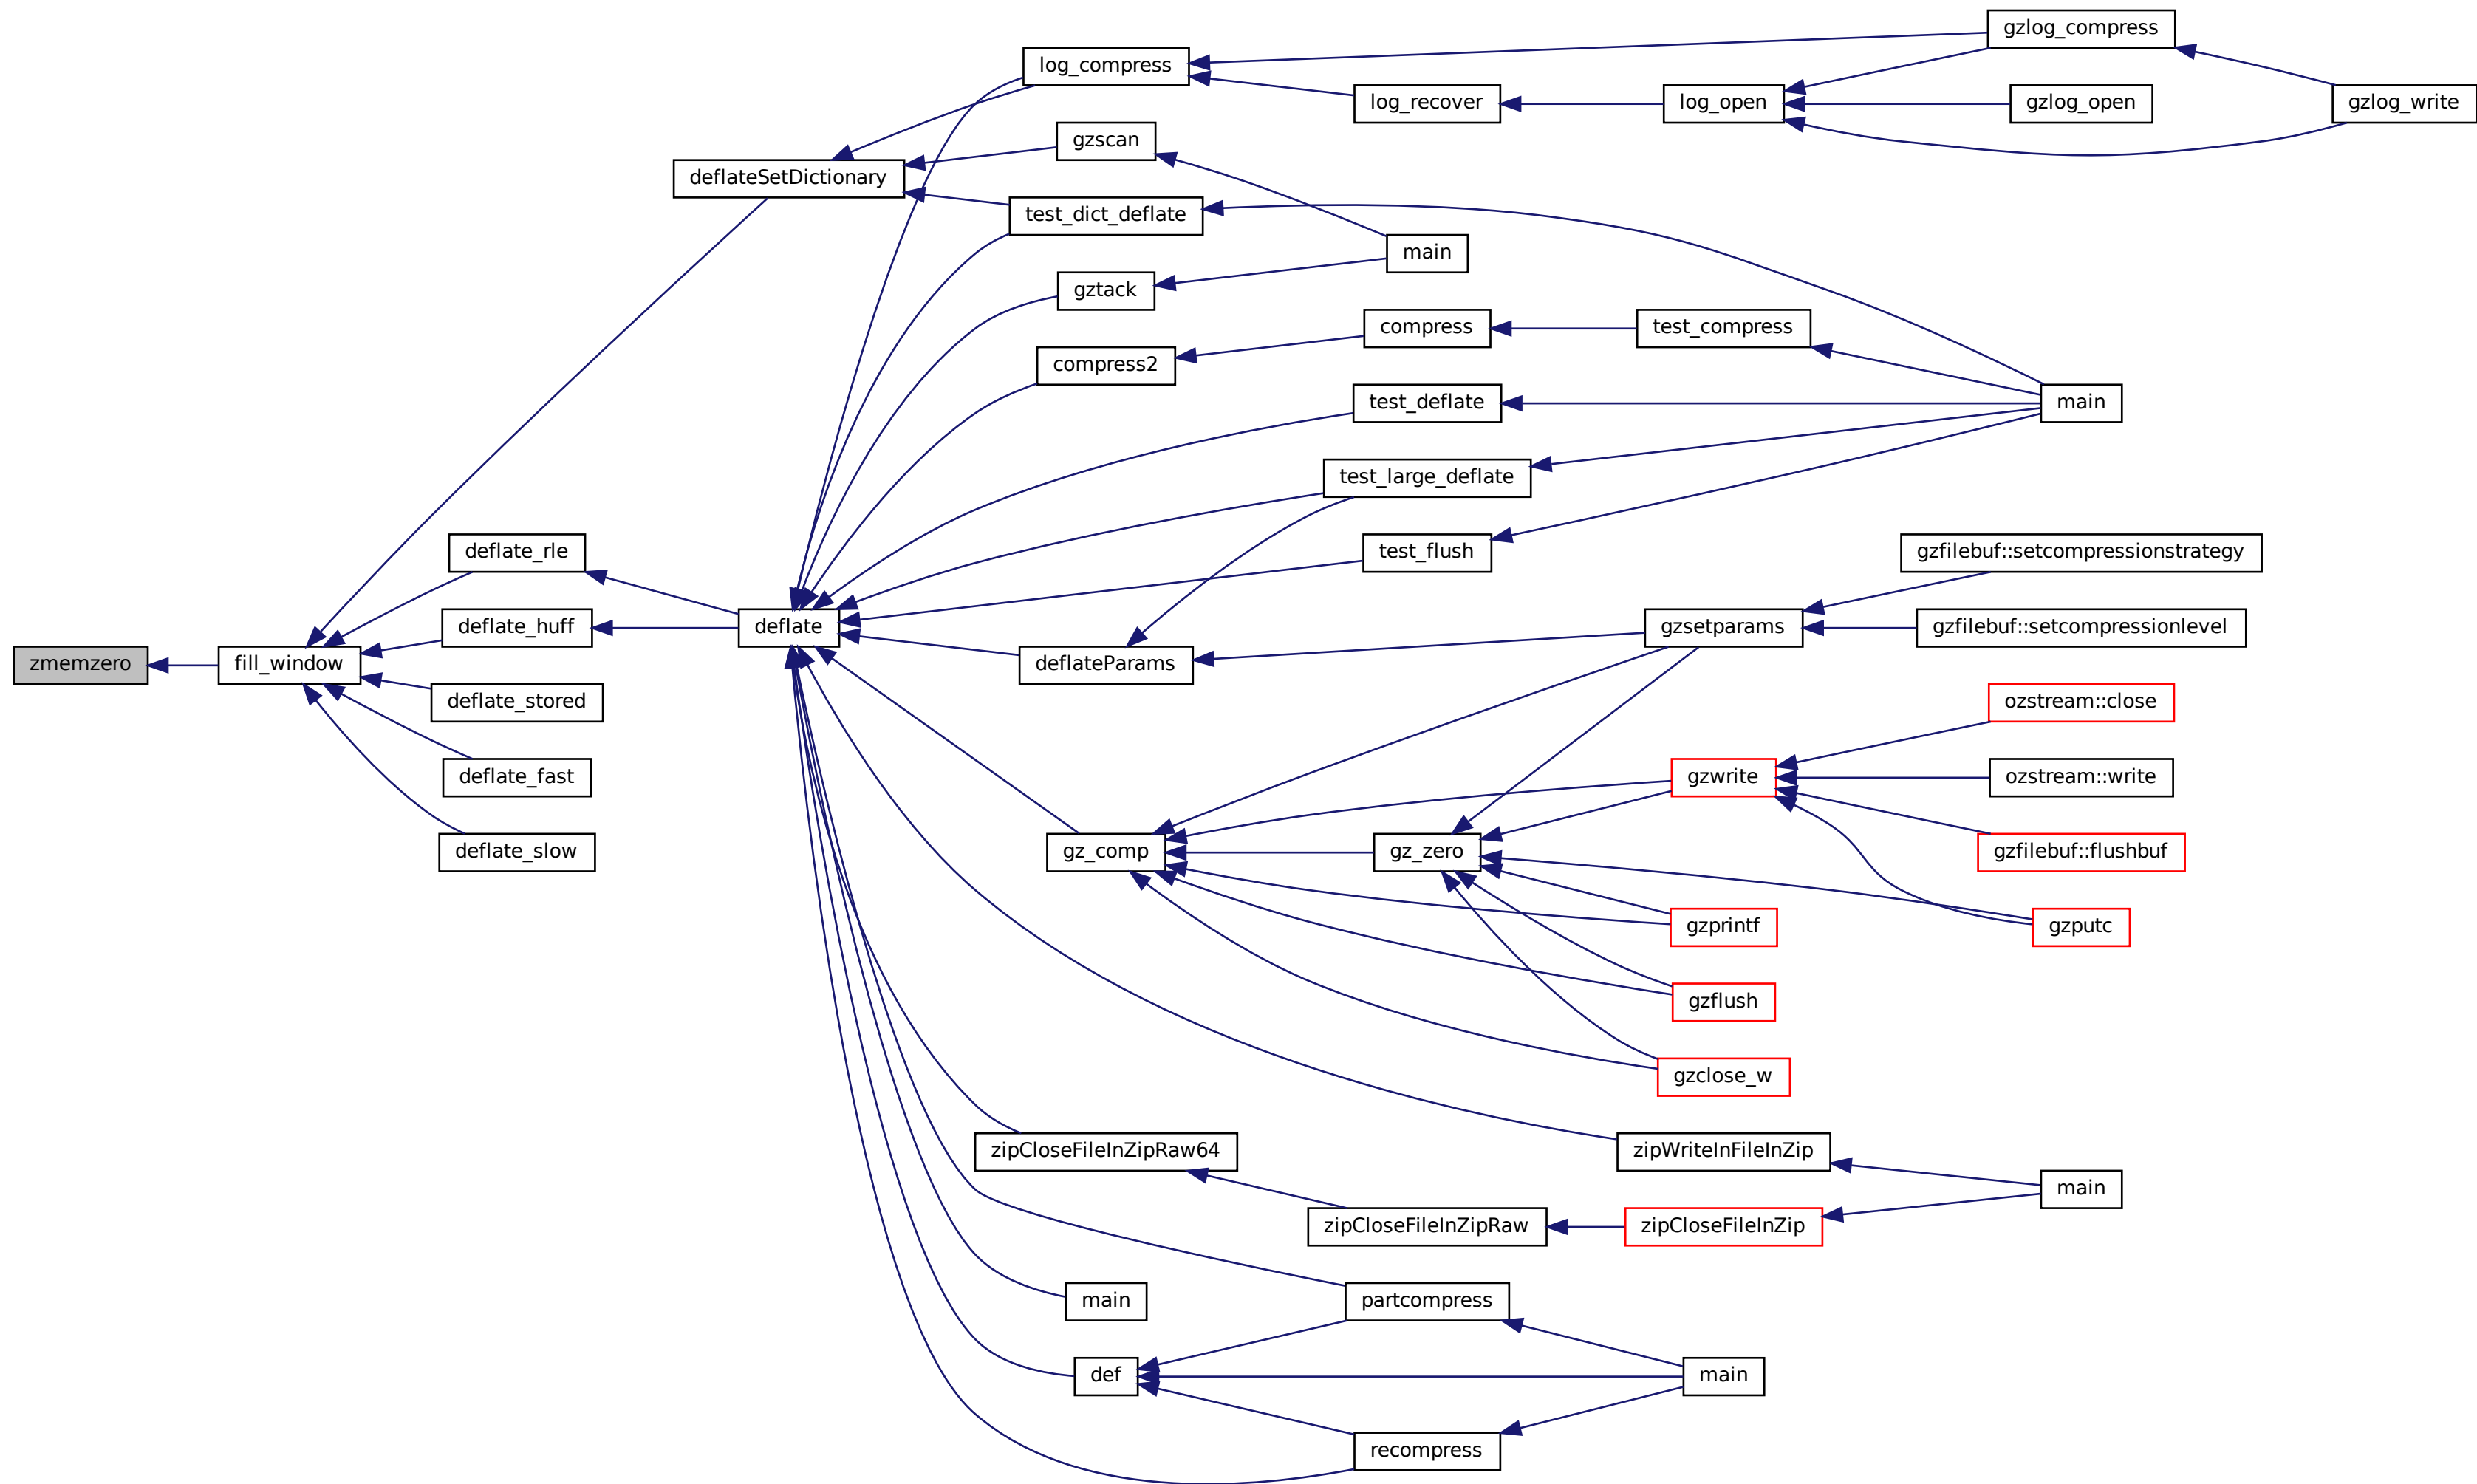 zmemzero
fill_window
deflateSetDictionary
deflate_rle
deflate_huff
deflate_stored
deflate_fast
deflate_slow
deflate
log_compress
gzscan
test_dict_deflate
gztack
compress2
deflateParams
gz_comp
zipCloseFileInZipRaw64
main
def
log_recover
main
compress
test_deflate
test_large_deflate
test_flush
gz_zero
zipCloseFileInZipRaw
partcompress
recompress
log_open
test_compress
gzsetparams
gzwrite
gzprintf
gzflush
gzclose_w
zipWriteInFileInZip
zipCloseFileInZip
main
gzlog_compress
gzlog_open
main
gzfilebuf::setcompressionstrategy
gzfilebuf::setcompressionlevel
ozstream::close
ozstream::write
gzfilebuf::flushbuf
gzputc
main
gzlog_write